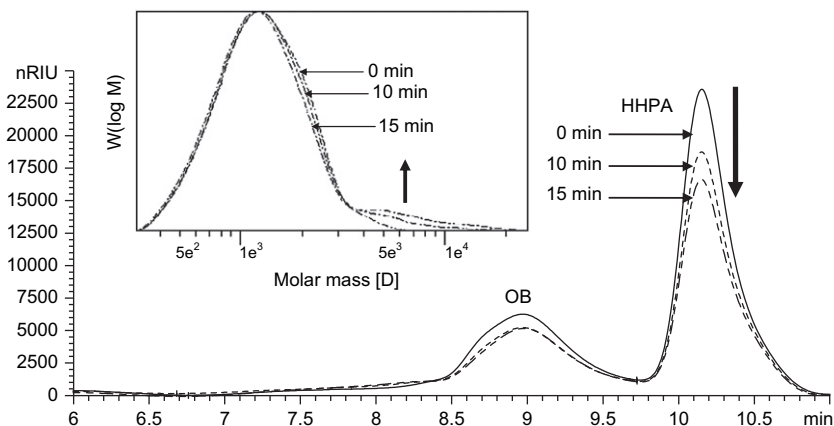 nRIU
22500
20000
17500
15000
12500
10000
7500
5000
2500
0
6 6.5 7 7.5 8 8.5 9 9.5 10 10.5 min
W(log M)
0 min
10 min
15 min
5e² 1e³ 5e³ 1e⁴
Molar mass [D]
OB
HHPA
0 min
10 min
15 min